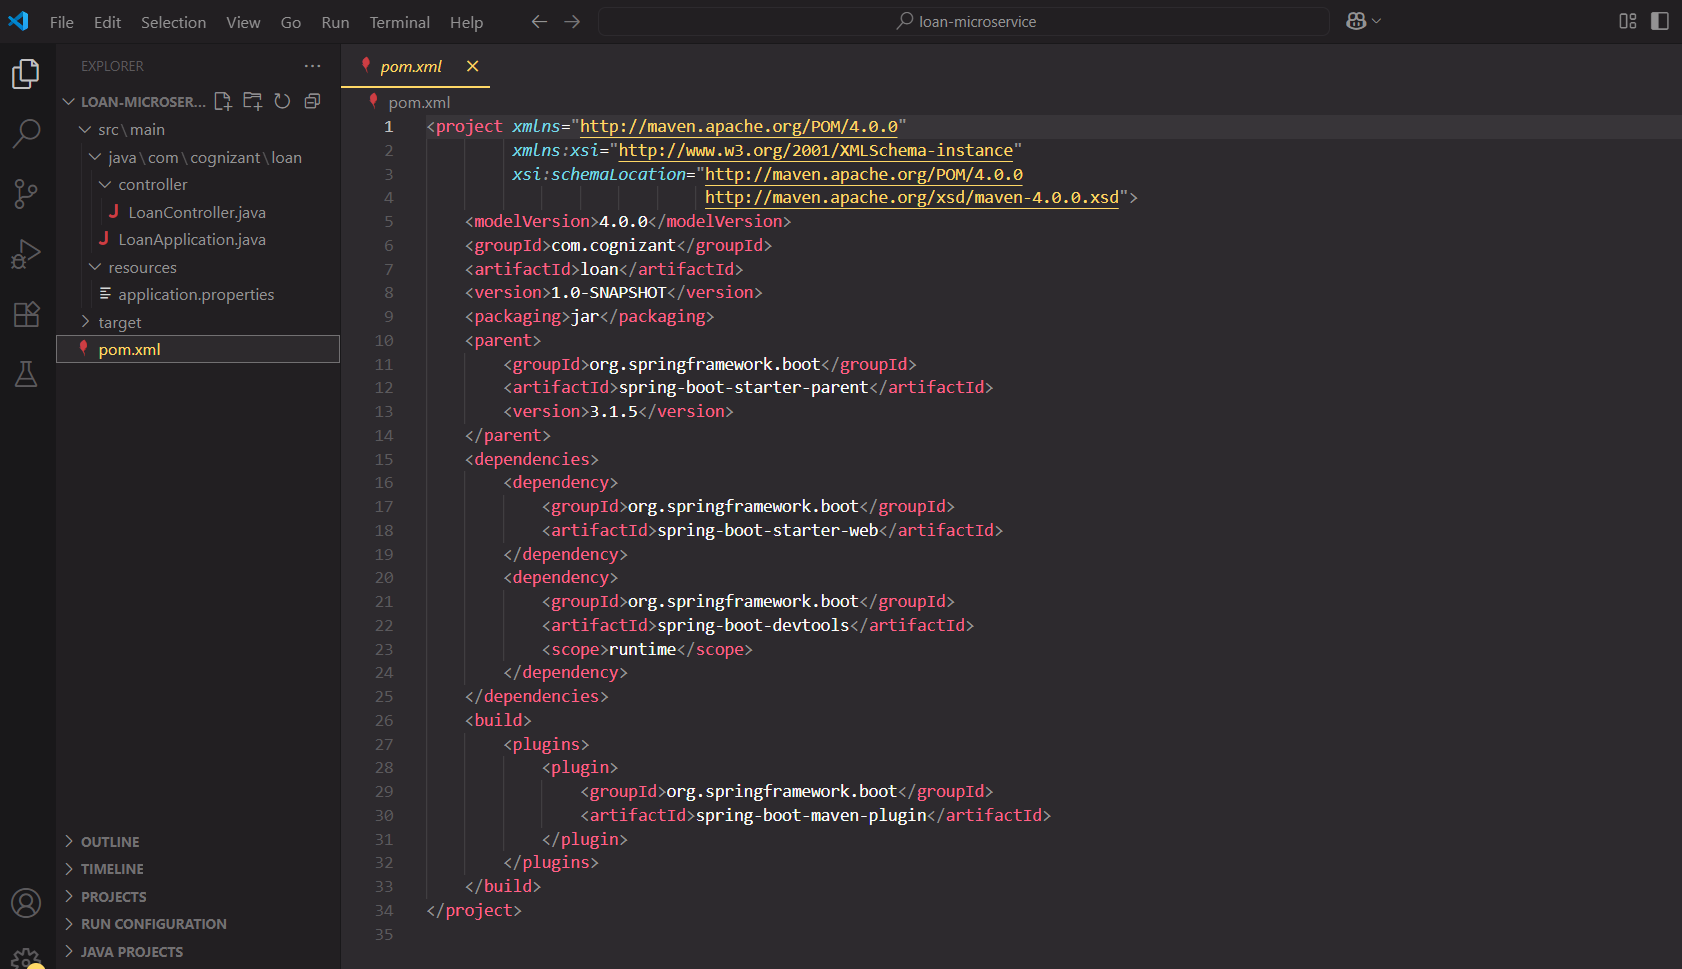 File Edit Selection View Go Run Terminal Help loan-microservice
EXPLORER
LOAN-MICROSER...
src\main
java\com\cognizant\loan
controller
LoanController.java
LoanApplication.java
resources
application.properties
target
pom.xml
OUTLINE
TIMELINE
PROJECTS
RUN CONFIGURATION
JAVA PROJECTS
pom.xml
pom.xml
1 <project xmlns="http://maven.apache.org/POM/4.0.0"
2 xmlns:xsi="http://www.w3.org/2001/XMLSchema-instance"
3 xsi:schemaLocation="http://maven.apache.org/POM/4.0.0
4 http://maven.apache.org/xsd/maven-4.0.0.xsd">
5 <modelVersion>4.0.0</modelVersion>
6 <groupId>com.cognizant</groupId>
7 <artifactId>loan</artifactId>
8 <version>1.0-SNAPSHOT</version>
9 <packaging>jar</packaging>
10 <parent>
11 <groupId>org.springframework.boot</groupId>
12 <artifactId>spring-boot-starter-parent</artifactId>
13 <version>3.1.5</version>
14 </parent>
15 <dependencies>
16 <dependency>
17 <groupId>org.springframework.boot</groupId>
18 <artifactId>spring-boot-starter-web</artifactId>
19 </dependency>
20 <dependency>
21 <groupId>org.springframework.boot</groupId>
22 <artifactId>spring-boot-devtools</artifactId>
23 <scope>runtime</scope>
24 </dependency>
25 </dependencies>
26 <build>
27 <plugins>
28 <plugin>
29 <groupId>org.springframework.boot</groupId>
30 <artifactId>spring-boot-maven-plugin</artifactId>
31 </plugin>
32 </plugins>
33 </build>
34 </project>
35